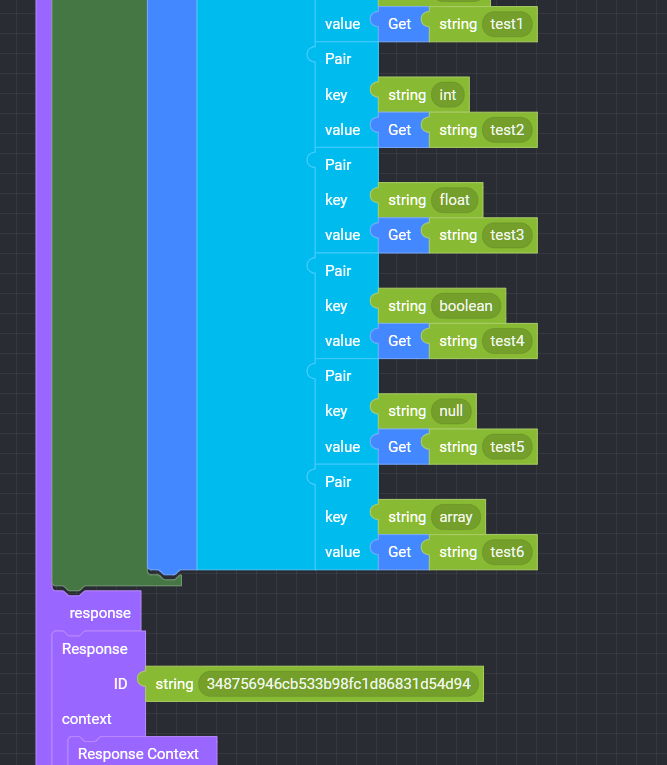 value Get string test1
Pair
key string int
value Get string test2
Pair
key string float
value Get string test3
Pair
key string boolean
value Get string test4
Pair
key string null
value Get string test5
Pair
key string array
value Get string test6
response
Response
ID string 348756946cb533b98fc1d86831d54d94
context
Response Context